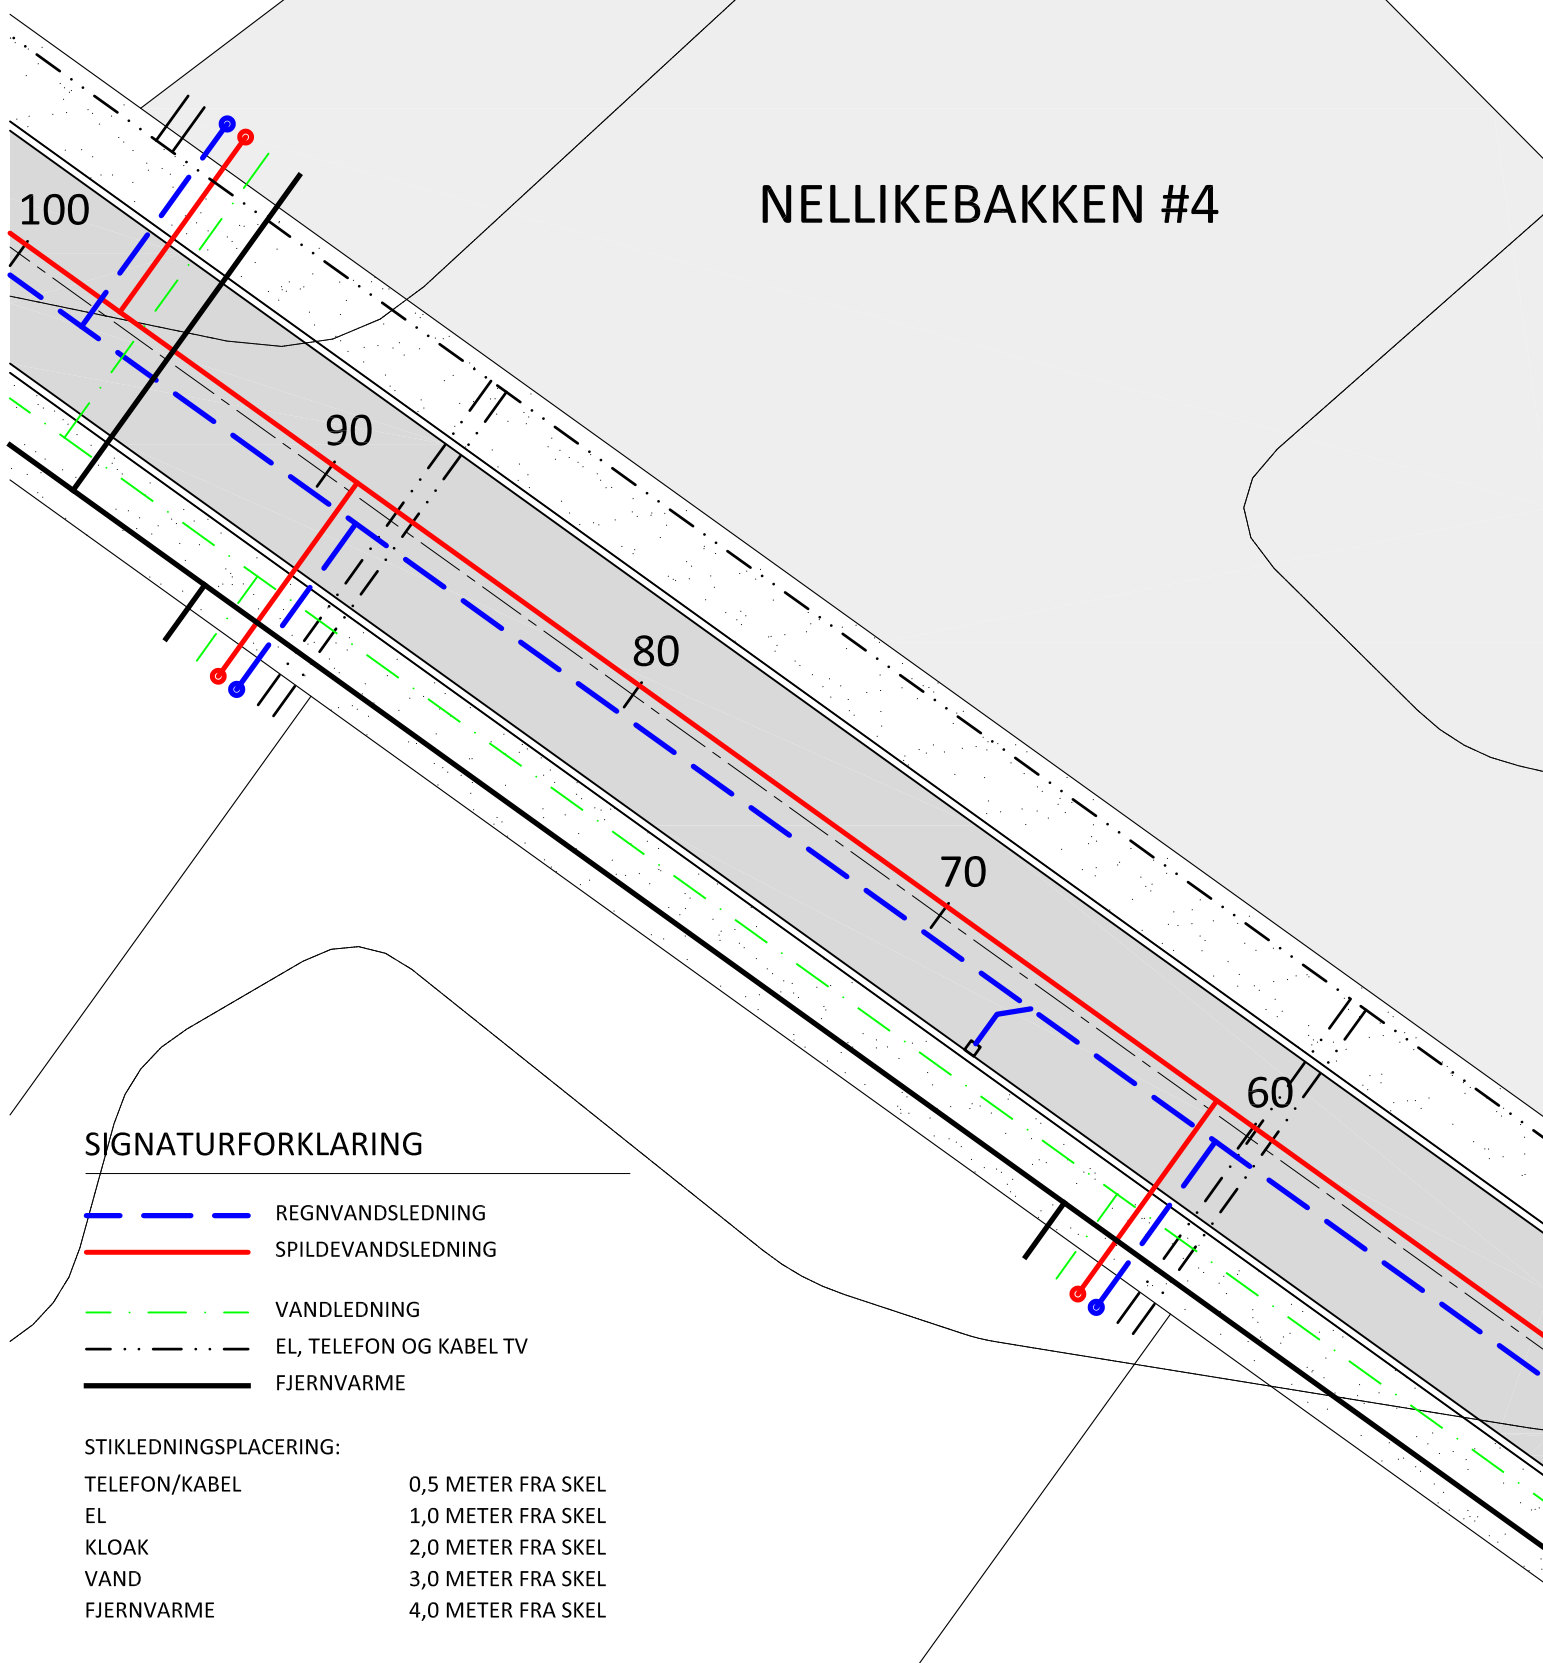 NELLIKEBAKKEN #4
100
90
80
70
60
SIGNATURFORKLARING
REGNVANDSLEDNING
SPILDEVANDSLEDNING
VANDLEDNING
EL, TELEFON OG KABEL TV
FJERNVARME
STIKLEDNINGSPLACERING:
TELEFON/KABEL 0,5 METER FRA SKEL
EL 1,0 METER FRA SKEL
KLOAK 2,0 METER FRA SKEL
VAND 3,0 METER FRA SKEL
FJERNVARME 4,0 METER FRA SKEL